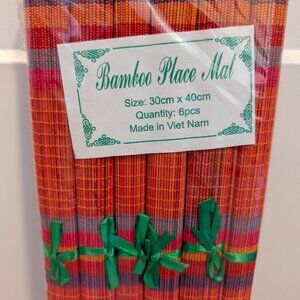 Bamboo Place Mat
Size: 30cm x 40cm
Quantity: 6pcs
Made in Viet Nam